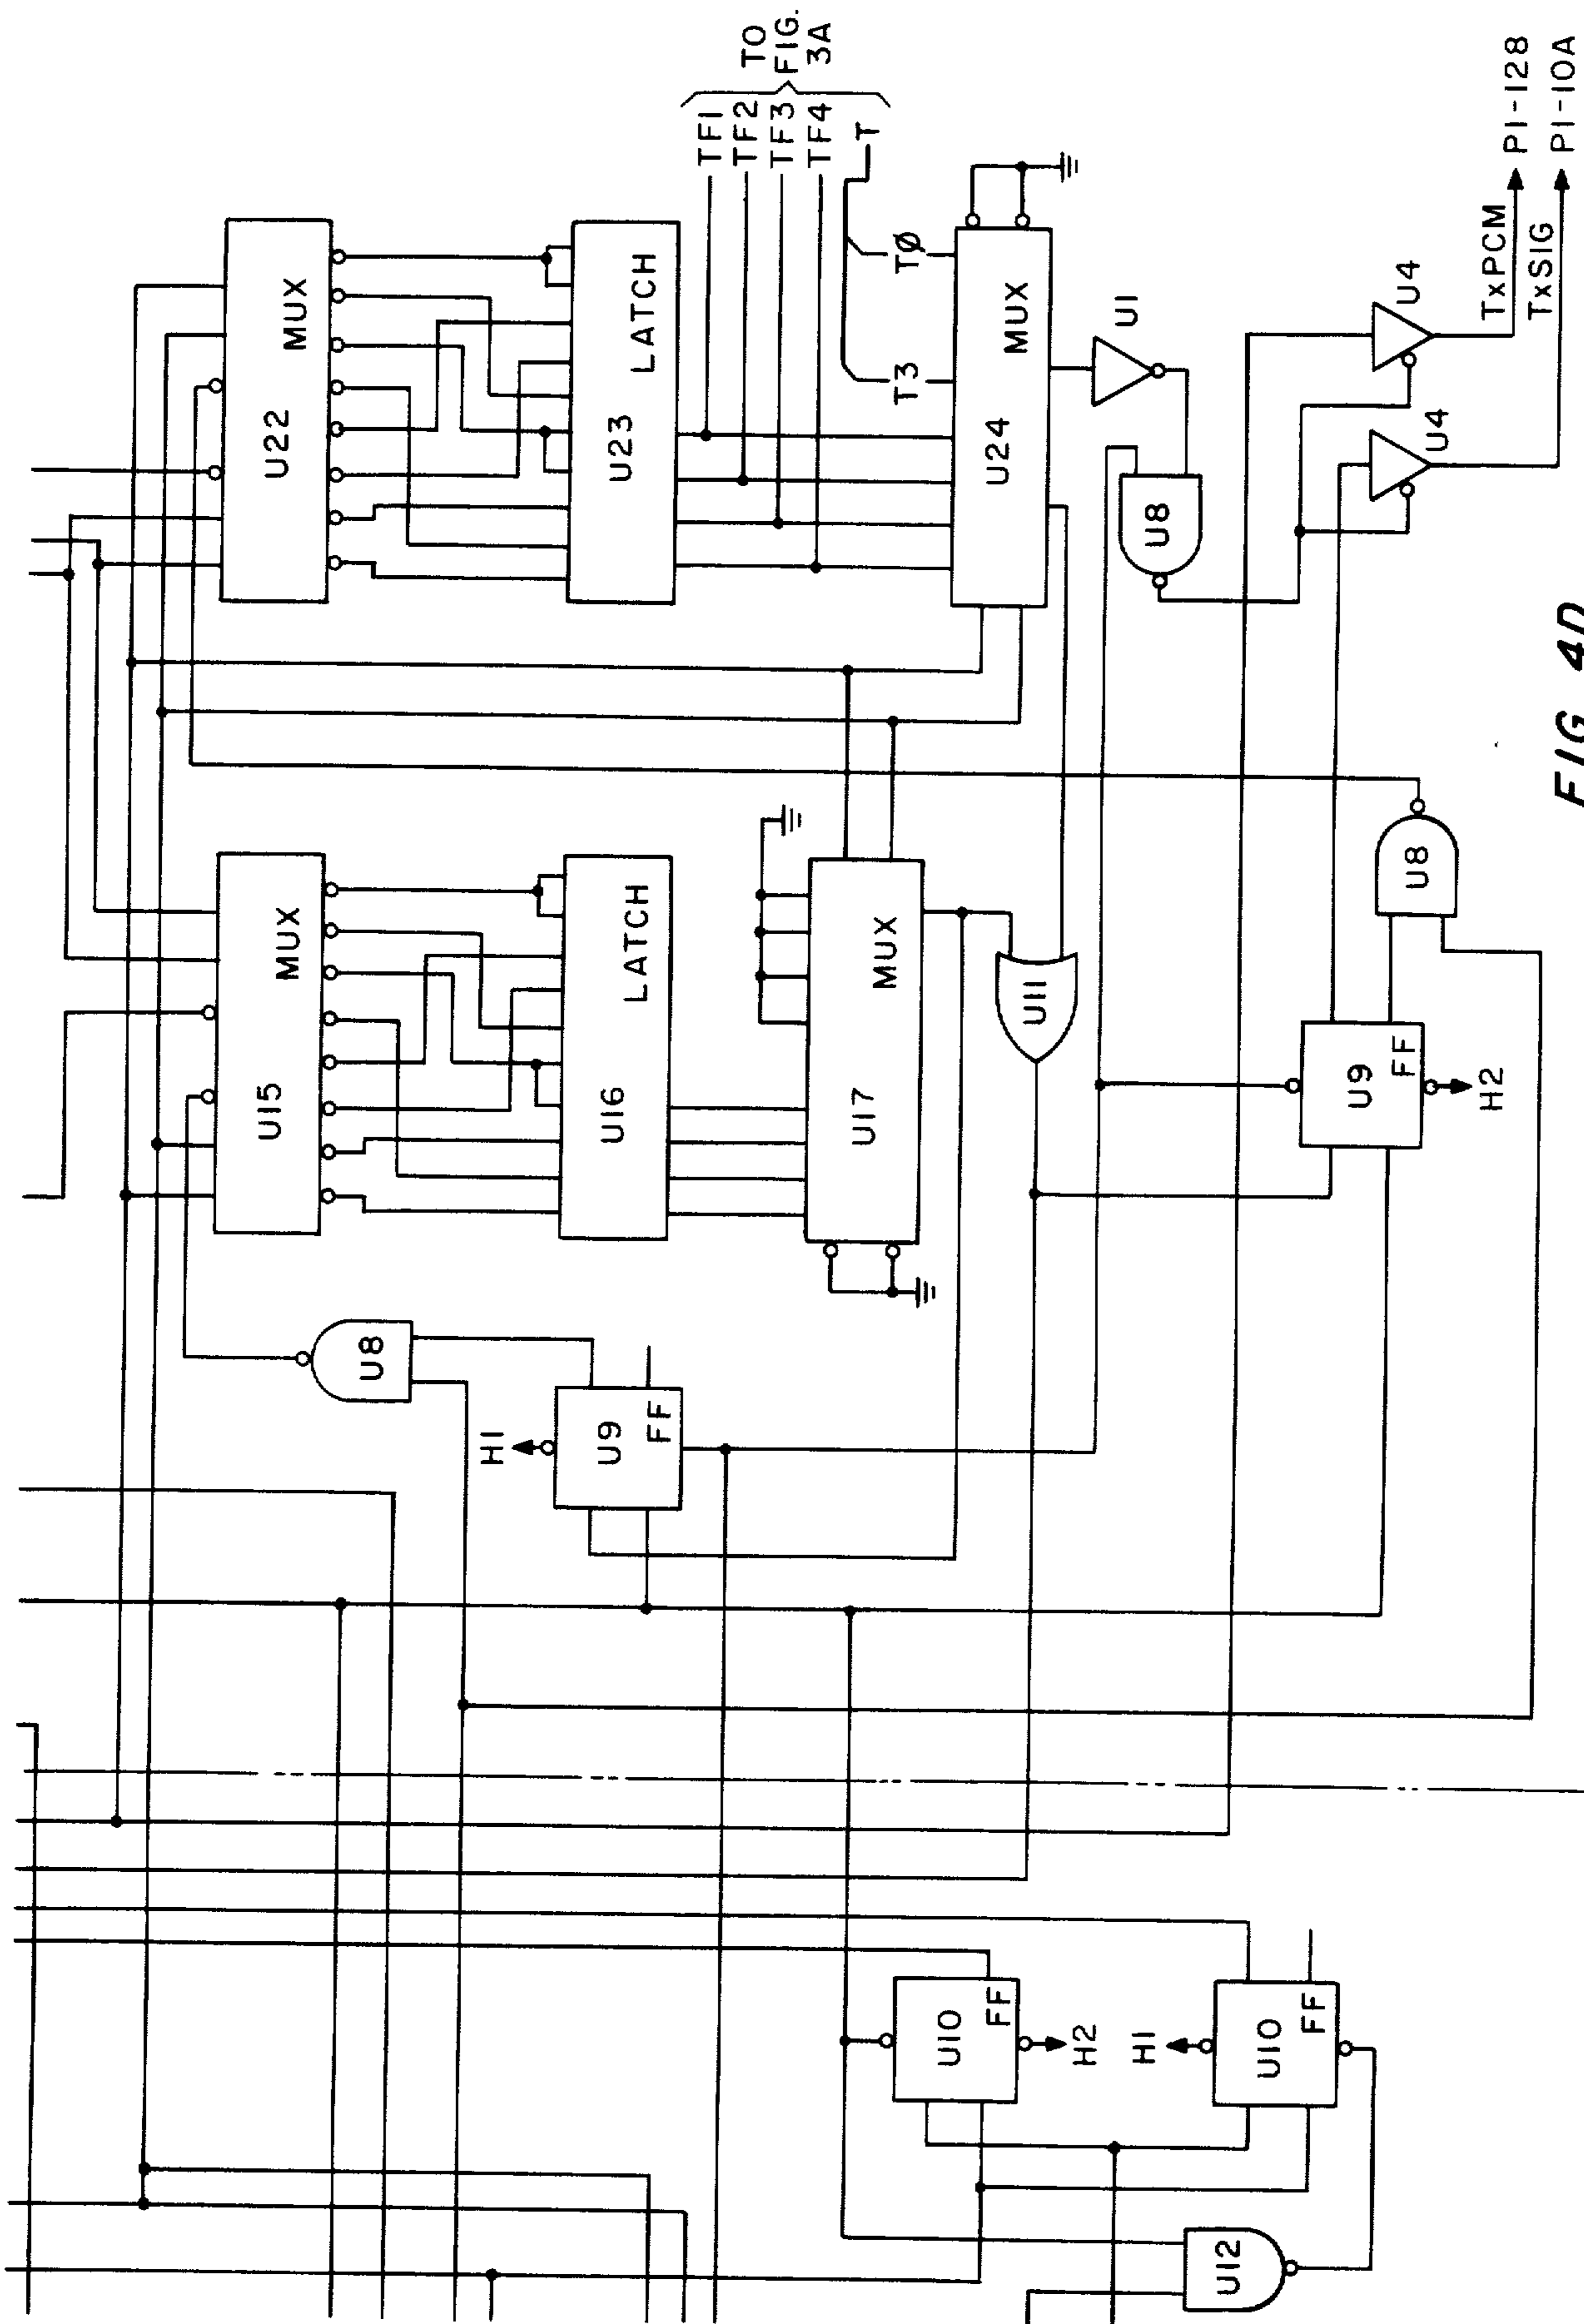 TO
FIG.
3A
TF1
TF2
TF3
TF4
T
U22
MUX
U23
LATCH
TØ
T3
U24
MUX
U1
U8
TxPCM
P1-128
TxSIG
P1-10A
U4
U4
U15
MUX
U16
LATCH
U17
MUX
U11
U8
U9
FF
H2
U8
H1
U9
FF
U10
FF
H2
H1
U10
FF
U12
FIG. 4D